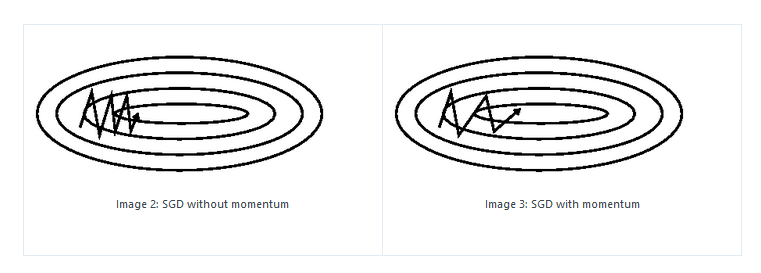 Image 2: SGD without momentum
Image 3: SGD with momentum